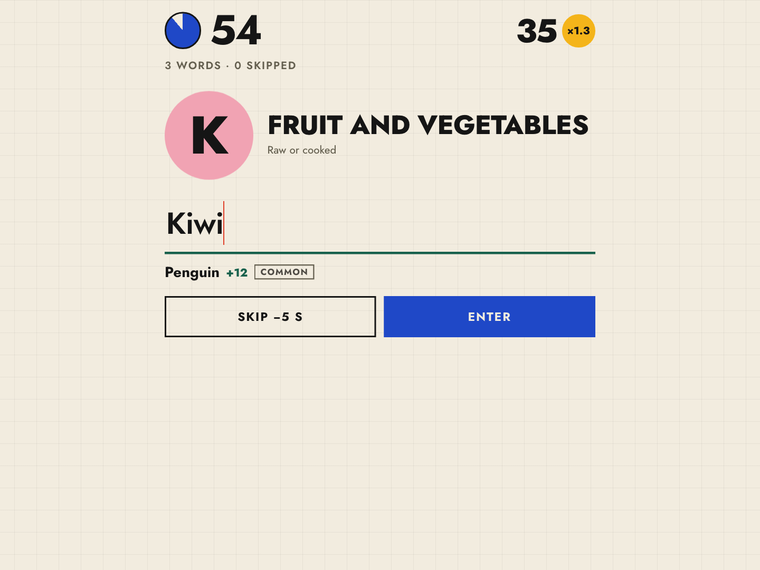 54
35 ×1.3
3 WORDS · 0 SKIPPED
K
FRUIT AND VEGETABLES
Raw or cooked
Kiwi
Penguin +12 COMMON
SKIP –5 S
ENTER